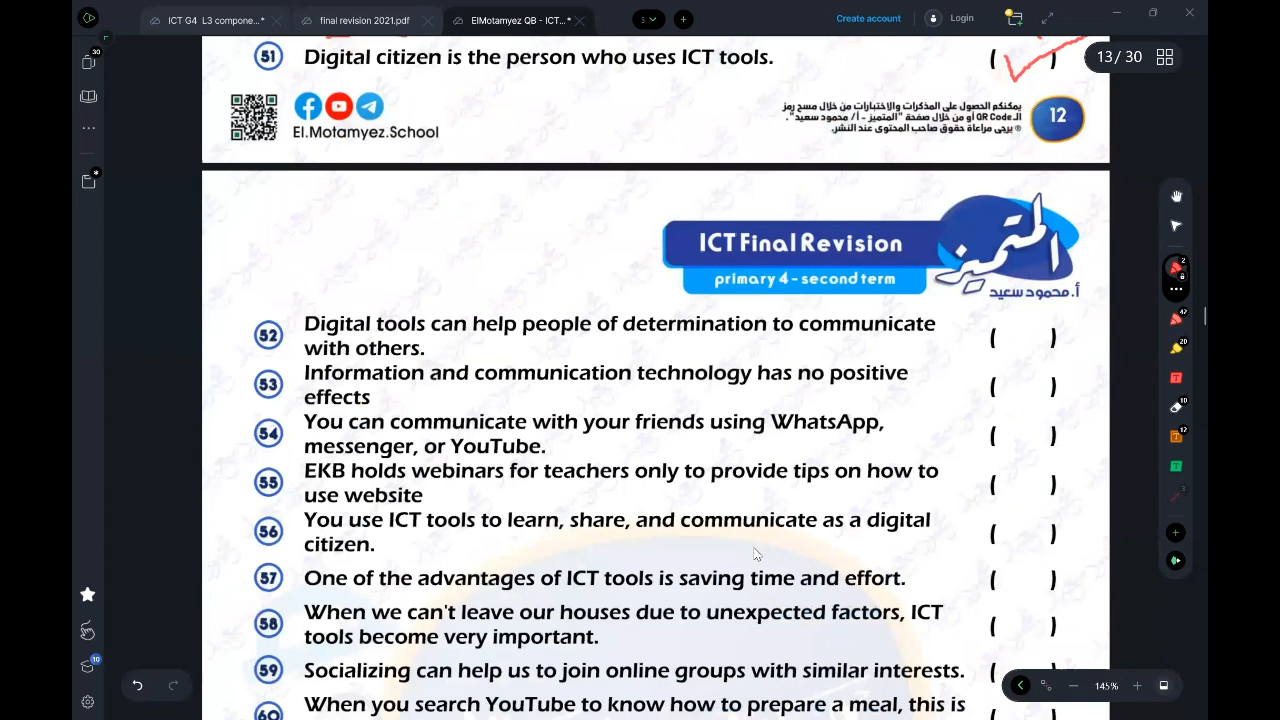 ICT G4 L3 compone...*
final revision 2021.pdf
ElMotamyez QB - ICT...*
3
Create account
Login
51 Digital citizen is the person who uses ICT tools. ( )
13 / 30
El.Motamyez.School
يمكنكم الحصول على المذكرات والاختبارات من خلال مسح رمز
الـ QR Code أو من خلال صفحة "المتميز - أ/ محمود سعيد".
® يرجى مراعاة حقوق صاحب المحتوى عند النشر.
12
ICT Final Revision
primary 4 - second term
المتميز
أ. محمود سعيد
52 Digital tools can help people of determination to communicate
with others. ( )
53 Information and communication technology has no positive
effects ( )
54 You can communicate with your friends using WhatsApp,
messenger, or YouTube. ( )
55 EKB holds webinars for teachers only to provide tips on how to
use website ( )
56 You use ICT tools to learn, share, and communicate as a digital
citizen. ( )
57 One of the advantages of ICT tools is saving time and effort. ( )
58 When we can't leave our houses due to unexpected factors, ICT
tools become very important. ( )
59 Socializing can help us to join online groups with similar interests. (
60 When you search YouTube to know how to prepare a meal, this is
145%
30
10
2
42
20
10
12
3